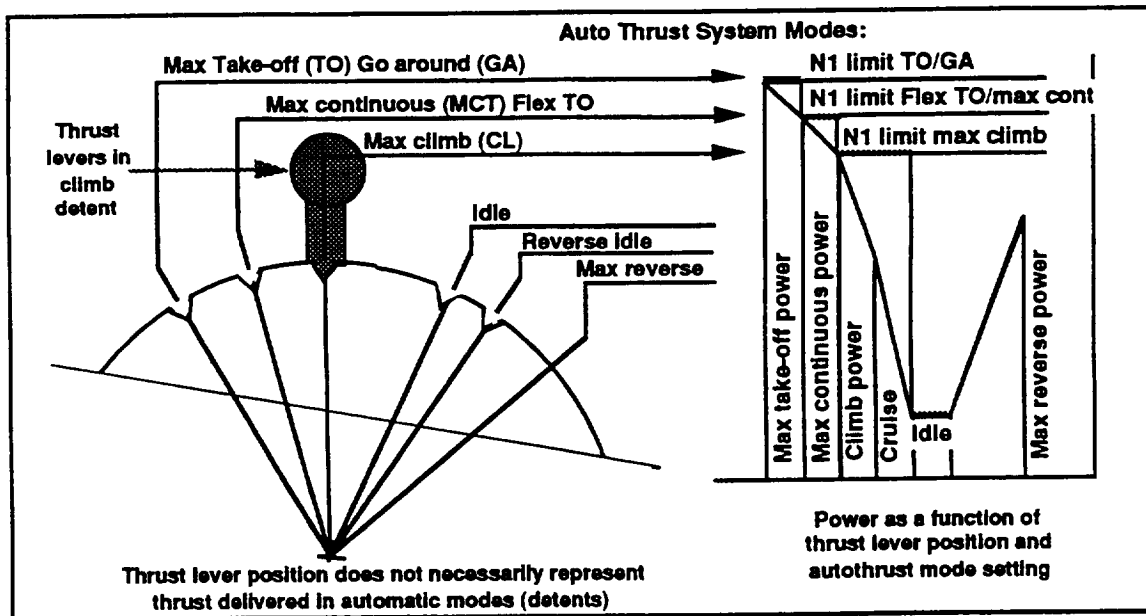 Auto Thrust System Modes:
Max Take-off (TO) Go around (GA)
Max continuous (MCT) Flex TO
Max climb (CL)
Thrust
levers in
climb
detent
Idle
Reverse Idle
Max reverse
Thrust lever position does not necessarily represent
thrust delivered in automatic modes (detents)
N1 limit TO/GA
N1 limit Flex TO/max cont
N1 limit max climb
Max take-off power
Max continuous power
Climb power
Cruise
Idle
Max reverse power
Power as a function of
thrust lever position and
autothrust mode setting